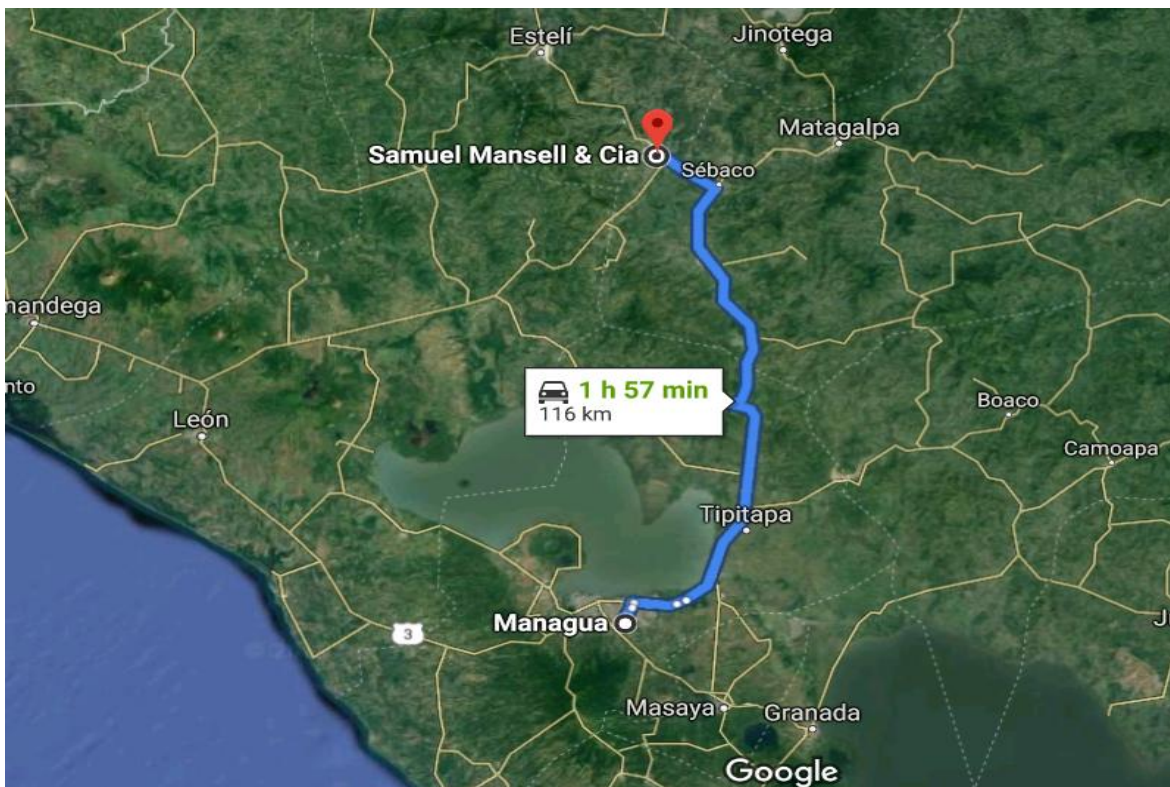 Estelí
Jinotega
Matagalpa
Samuel Mansell & Cia
Sébaco
nandega
1 h 57 min
116 km
nto
León
Boaco
Camoapa
Tipitapa
Managua
3
J
Masaya
Granada
Google